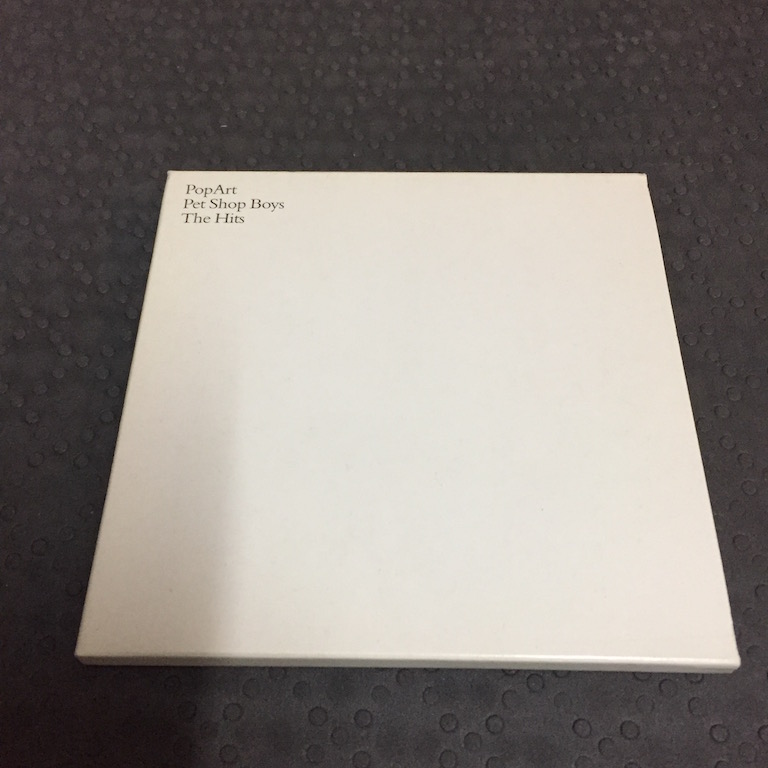 PopArt
Pet Shop Boys
The Hits